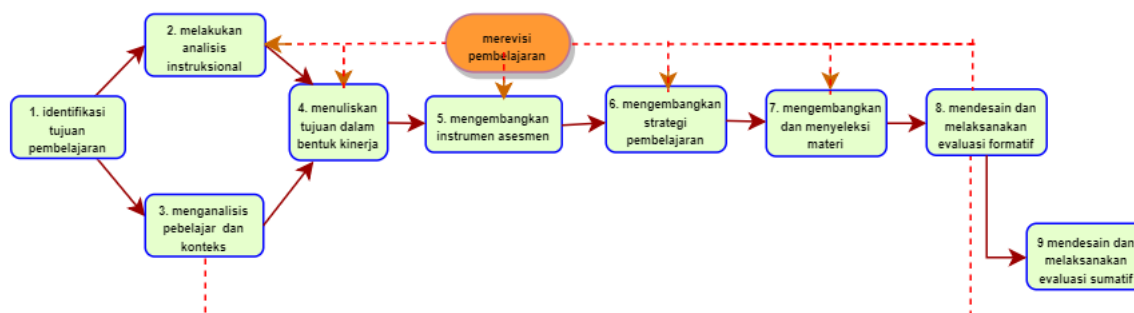 1. identifikasi
tujuan
pembelajaran
2. melakukan
analisis
instruksional
3. menganalisis
pebelajar dan
konteks
merevisi
pembelajaran
4. menuliskan
tujuan dalam
bentuk kinerja
5. mengembangkan
instrumen asesmen
6. mengembangkan
strategi
pembelajaran
7. mengembangkan
dan menyeleksi
materi
8. mendesain dan
melaksanakan
evaluasi formatif
9 mendesain dan
melaksanakan
evaluasi sumatif